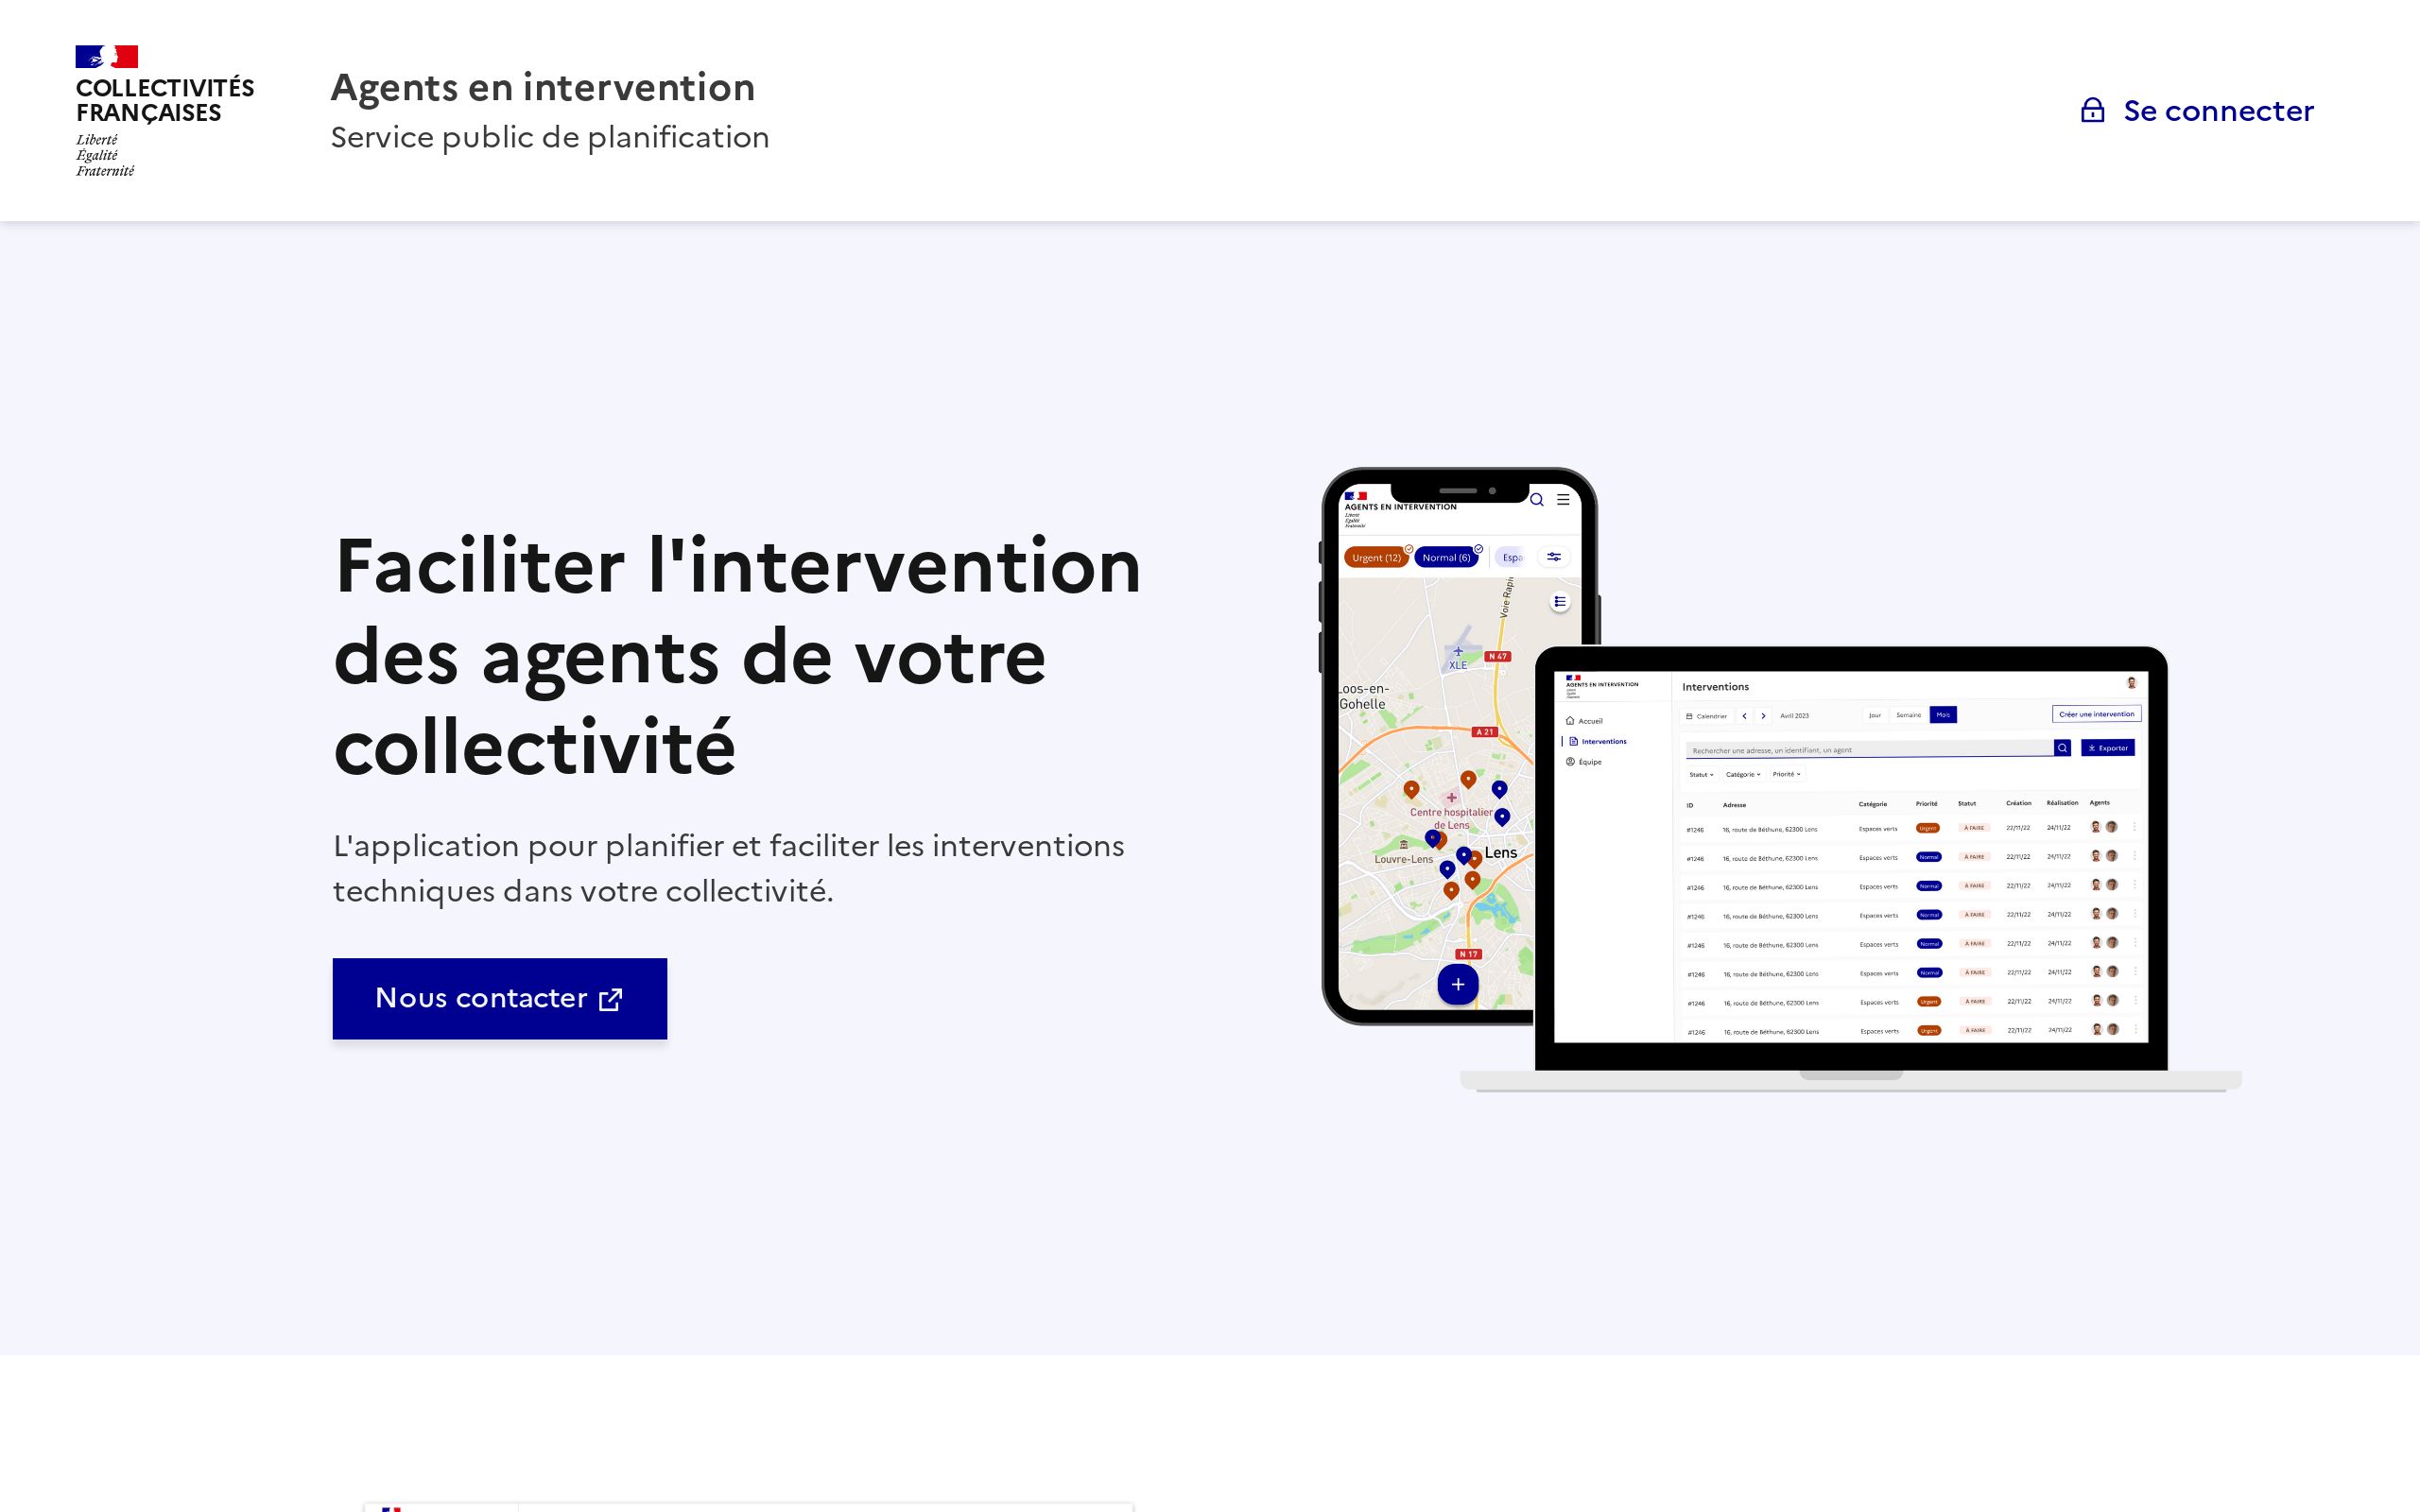 COLLECTIVITÉS
FRANÇAISES
Liberté
Égalité
Fraternité
Agents en intervention
Service public de planification
Se connecter
Faciliter l'intervention
des agents de votre
collectivité
L'application pour planifier et faciliter les interventions
techniques dans votre collectivité.
Nous contacter
AGENTS EN INTERVENTION
Liberté
Égalité
Fraternité
Urgent (12)
Normal (6)
Espa
Voie Rapi
XLE
N 47
Loos-en-
Gohelle
A 21
Centre hospitalier
de Lens
Louvre-Lens
Lens
N 17
AGENTS EN INTERVENTION
Accueil
Interventions
Équipe
Interventions
Calendrier
Avril 2023
Jour Semaine Mois
Créer une intervention
Rechercher une adresse, un identifiant, un agent
Exporter
Statut Catégorie Priorité
ID Adresse Catégorie Priorité Statut Création Réalisation Agents
#1246 16, route de Béthune, 62300 Lens Espaces verts Urgent À FAIRE 22/11/22 24/11/22
#1246 16, route de Béthune, 62300 Lens Espaces verts Normal À FAIRE 22/11/22 24/11/22
#1246 16, route de Béthune, 62300 Lens Espaces verts Normal À FAIRE 22/11/22 24/11/22
#1246 16, route de Béthune, 62300 Lens Espaces verts Normal À FAIRE 22/11/22 24/11/22
#1246 16, route de Béthune, 62300 Lens Espaces verts Normal À FAIRE 22/11/22 24/11/22
#1246 16, route de Béthune, 62300 Lens Espaces verts Normal À FAIRE 22/11/22 24/11/22
#1246 16, route de Béthune, 62300 Lens Espaces verts Urgent À FAIRE 22/11/22 24/11/22
#1246 16, route de Béthune, 62300 Lens Espaces verts Urgent À FAIRE 22/11/22 24/11/22